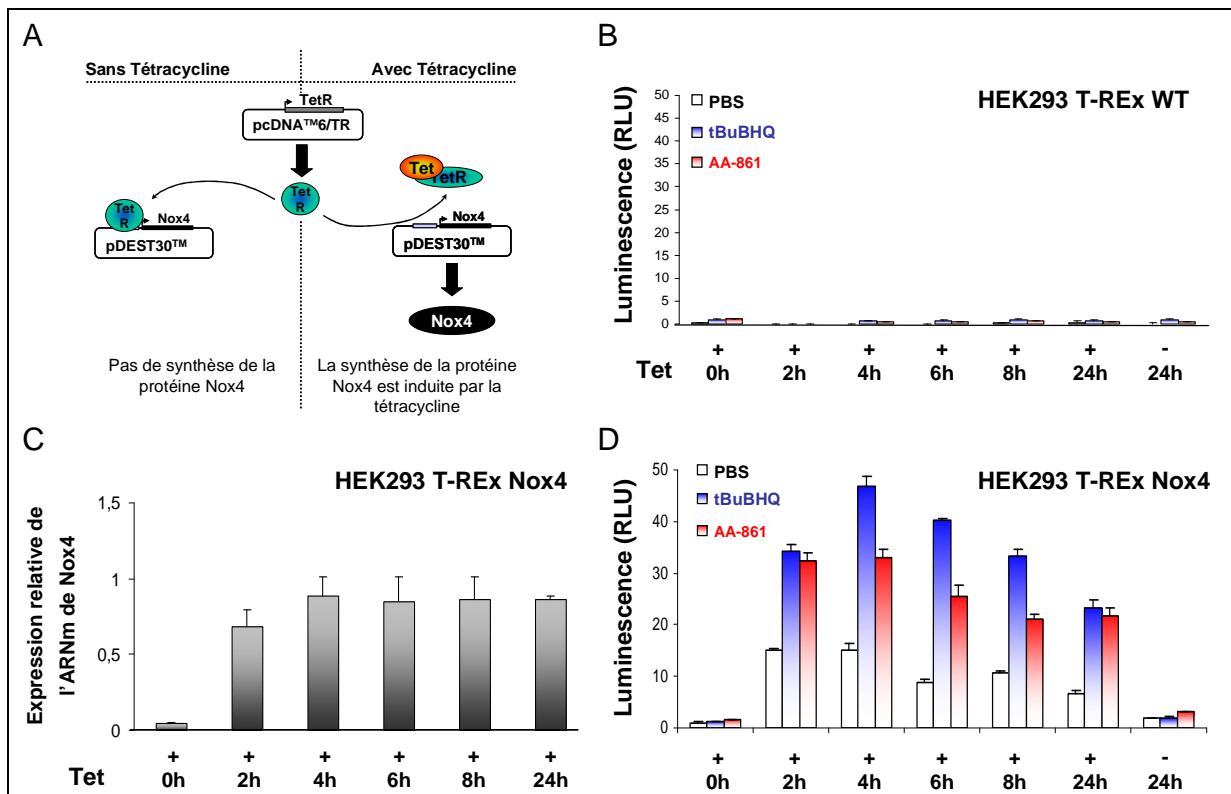 A
Sans Tétracycline
Avec Tétracycline
TetR
pcDNA™6/TR
Tet
TetR
Tet
R
Tet
R
Nox4
pDEST30™
Nox4
pDEST30™
Nox4
Pas de synthèse de la
protéine Nox4
La synthèse de la protéine
Nox4 est induite par la
tétracycline
B
HEK293 T-REx WT
PBS
tBuBHQ
AA-861
Luminescence (RLU)
50
45
40
35
30
25
20
15
10
5
0
+ + + + + + -
Tet 0h 2h 4h 6h 8h 24h 24h
C
HEK293 T-REx Nox4
Expression relative de
l'ARNm de Nox4
1,5
1
0,5
0
+ + + + + +
Tet 0h 2h 4h 6h 8h 24h
D
HEK293 T-REx Nox4
PBS
tBuBHQ
AA-861
Luminescence (RLU)
50
40
30
20
10
0
+ + + + + + -
0h 2h 4h 6h 8h 24h 24h